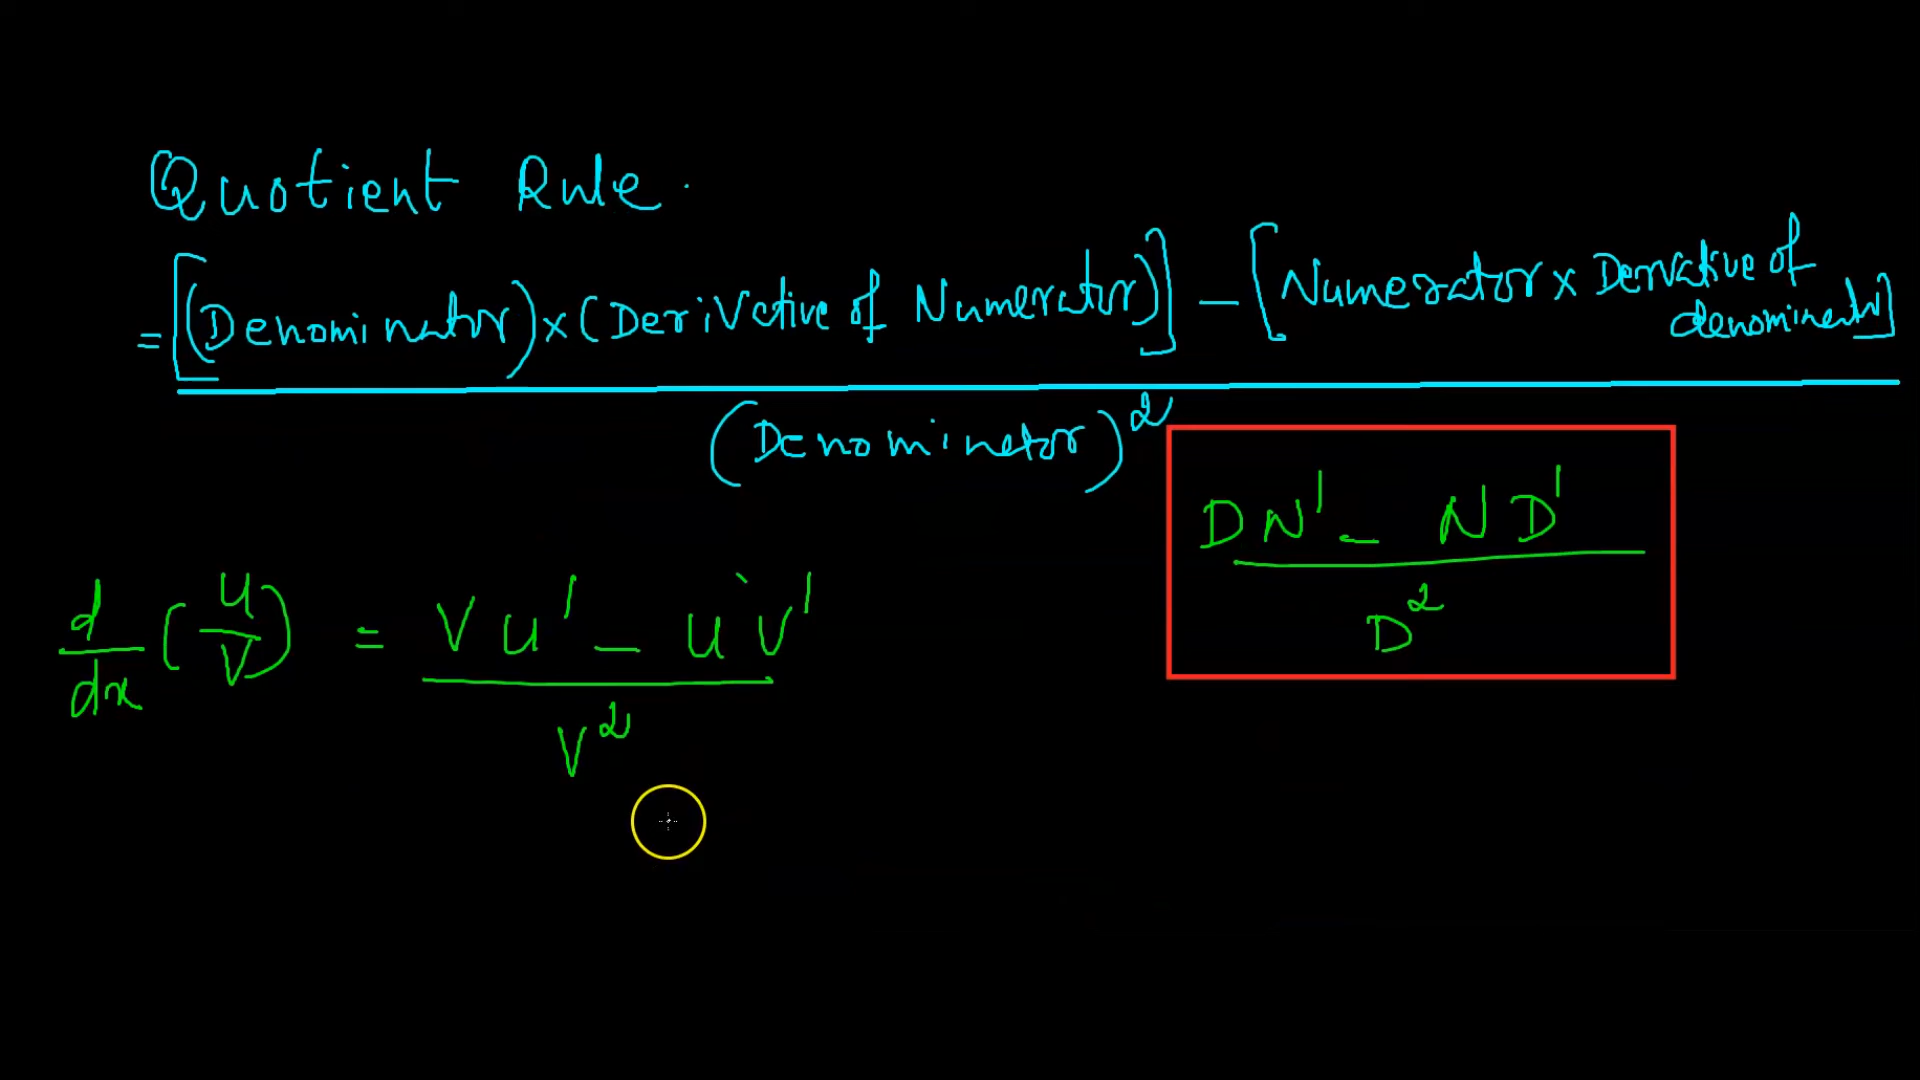 Quotient Rule.
= [(Denominator) x (Derivative of Numerator)] - [Numerator x Derivative of denominator]
(Denominator)²
DN' - ND'
D²
d/dx (u/v) = vu' - uv'
v²